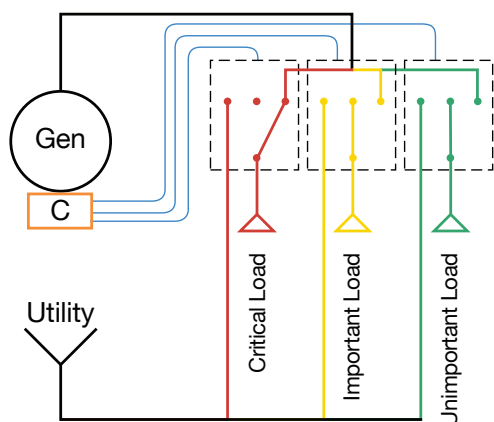 Gen
C
Utility
Critical Load
Important Load
Unimportant Load